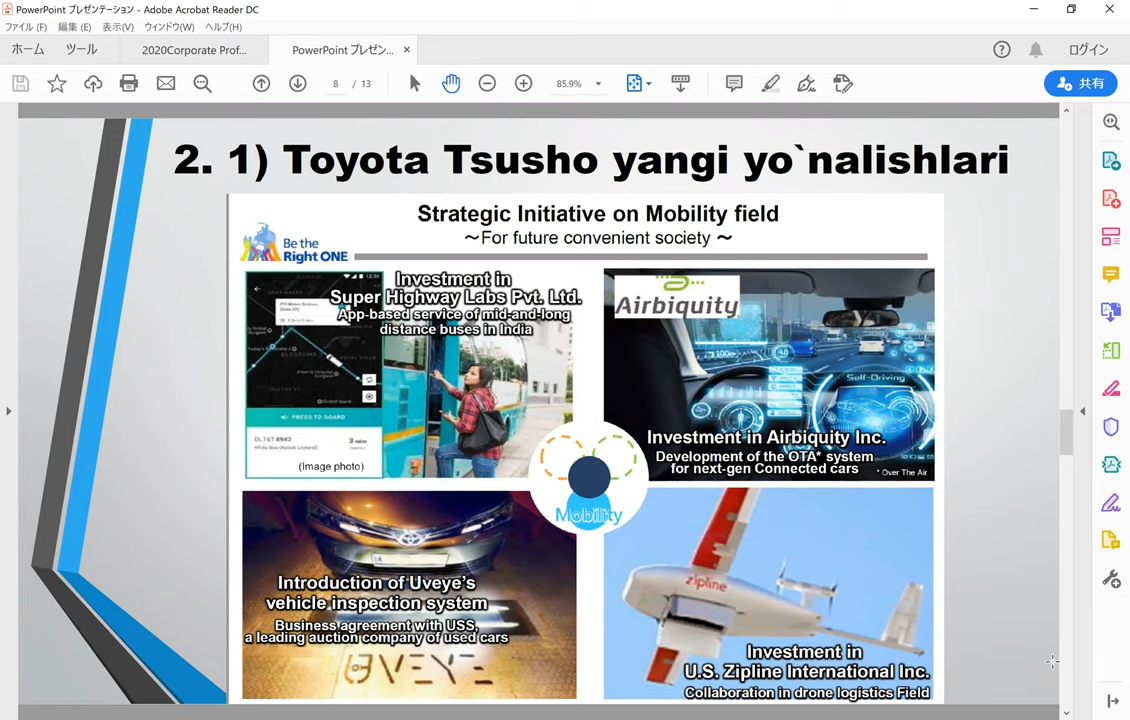 PowerPoint プレゼンテーション - Adobe Acrobat Reader DC
ファイル (F) 編集 (E) 表示(V) ウィンドウ(W) ヘルプ(H)
ホーム ツール 2020Corporate Prof... PowerPoint プレゼン... × ログイン
8 / 13 85.9% 共有
2. 1) Toyota Tsusho yangi yo`nalishlari
Strategic Initiative on Mobility field
～For future convenient society～
Be the
Right ONE
Investment in
Super Highway Labs Pvt. Ltd.
App-based service of mid-and-long
distance buses in India
PRESS TO BOARD
DL1GT 8942 3 mins
(Image photo)
Airbiquity
Self-Driving
Investment in Airbiquity Inc.
Development of the OTA* system
for next-gen Connected cars
* Over The Air
Mobility
Introduction of Uveye's
vehicle inspection system
Business agreement with USS,
a leading auction company of used cars
UVEYE
zipline
Investment in
U.S. Zipline International Inc.
Collaboration in drone logistics Field